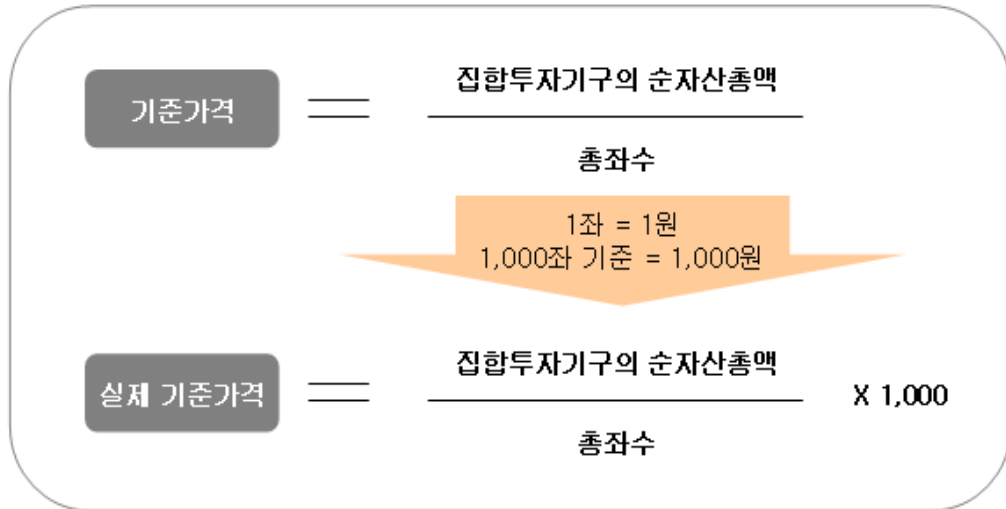 집합투자기구의 순자산총액
기준가격
총좌수
1좌 = 1원
1,000좌 기준 = 1,000원
집합투자기구의 순자산총액
실제 기준가격
X 1,000
총좌수